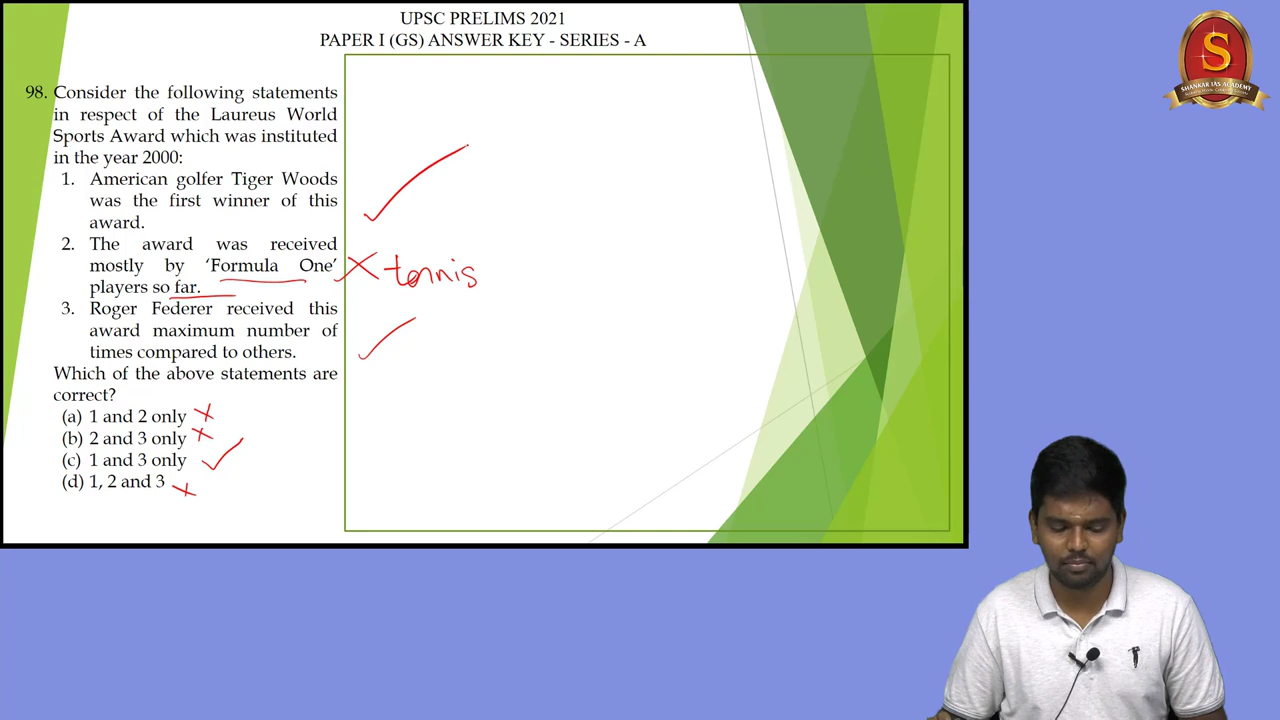 UPSC PRELIMS 2021
PAPER I (GS) ANSWER KEY - SERIES - A
98. Consider the following statements
in respect of the Laureus World
Sports Award which was instituted
in the year 2000:
1. American golfer Tiger Woods
was the first winner of this
award.
2. The award was received
mostly by ‘Formula One’
players so far.
tennis
3. Roger Federer received this
award maximum number of
times compared to others.
Which of the above statements are
correct?
(a) 1 and 2 only
(b) 2 and 3 only
(c) 1 and 3 only
(d) 1, 2 and 3
S
SHANKAR IAS ACADEMY